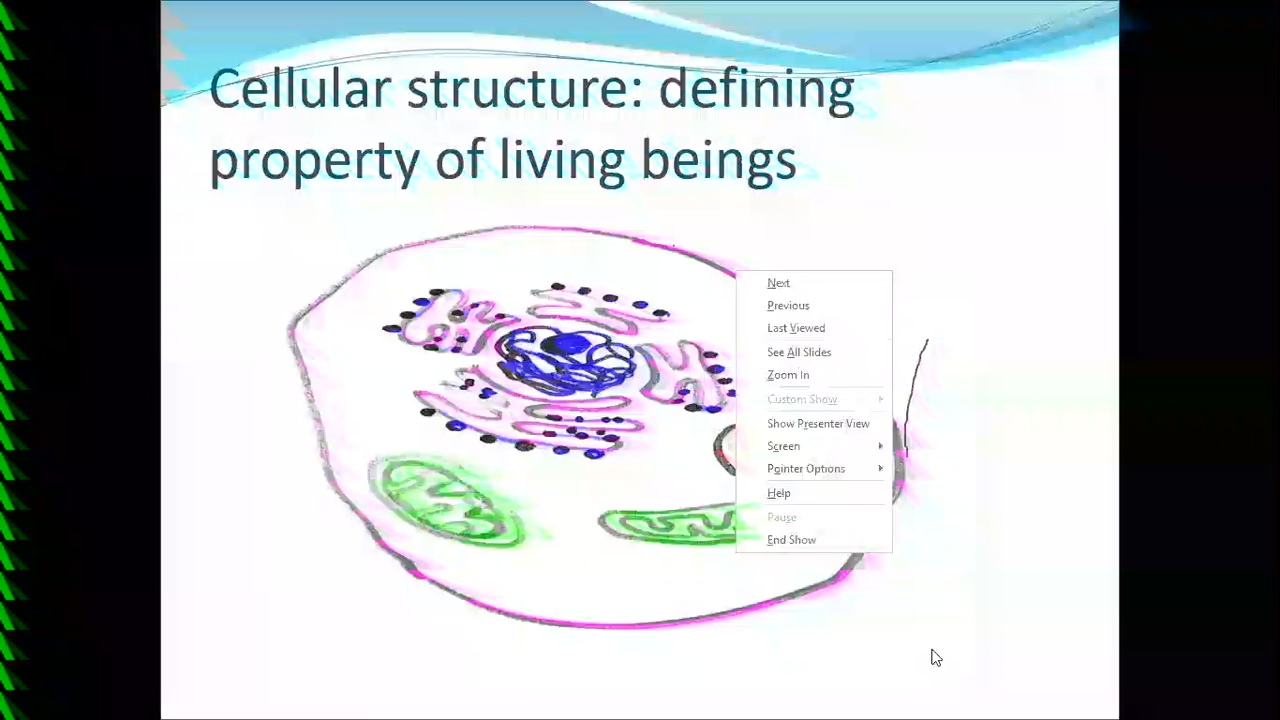 Cellular structure: defining
property of living beings
Next
Previous
Last Viewed
See All Slides
Zoom In
Custom Show
Show Presenter View
Screen
Pointer Options
Help
Pause
End Show